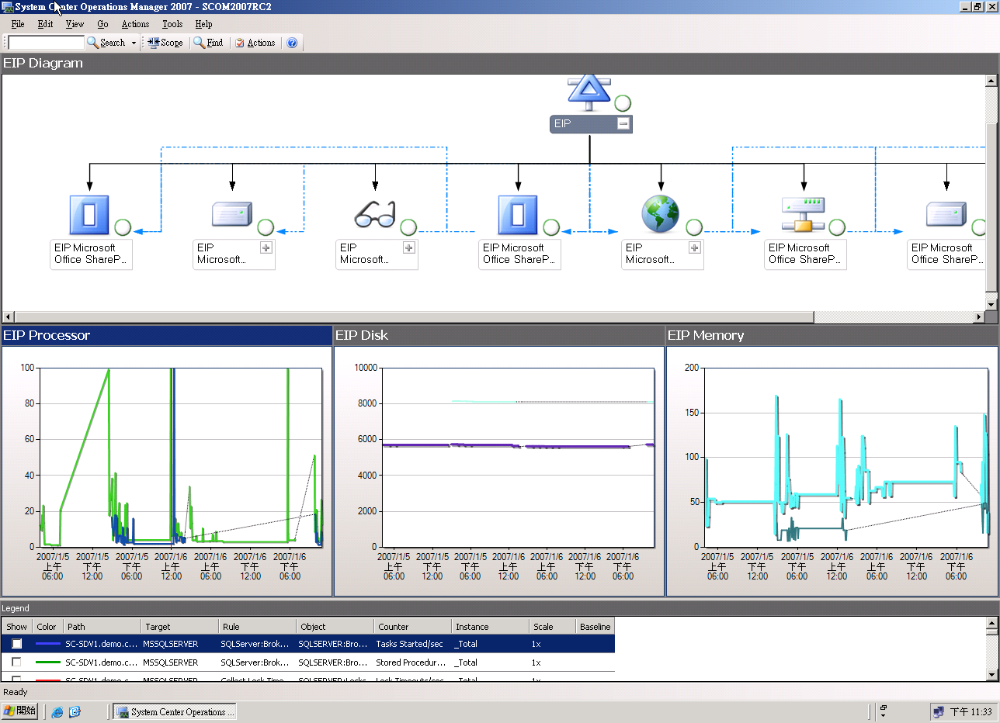 System Center Operations Manager 2007 - SCOM2007RC2
File Edit View Go Actions Tools Help
Search Scope Find Actions
EIP Diagram
EIP
EIP Microsoft
Office ShareP...
EIP
Microsoft...
EIP
Microsoft...
EIP Microsoft
Office ShareP...
EIP
Microsoft...
EIP Microsoft
Office ShareP...
EIP Microsoft
Office ShareP...
EIP Processor
100
80
60
40
20
0
2007/1/5 2007/1/5 2007/1/5 2007/1/6 2007/1/6 2007/1/6 2007/1/6
上午 下午 下午 上午 上午 下午 下午
06:00 12:00 06:00 12:00 06:00 12:00 06:00
EIP Disk
10000
8000
6000
4000
2000
0
2007/1/5 2007/1/5 2007/1/5 2007/1/6 2007/1/6 2007/1/6 2007/1/6
上午 下午 下午 上午 上午 下午 下午
06:00 12:00 06:00 12:00 06:00 12:00 06:00
EIP Memory
200
150
100
50
0
2007/1/5 2007/1/5 2007/1/5 2007/1/6 2007/1/6 2007/1/6 2007/1/6
上午 下午 下午 上午 上午 下午 下午
06:00 12:00 06:00 12:00 06:00 12:00 06:00
Legend
Show Color Path Target Rule Object Counter Instance Scale Baseline
SC-SDV1.demo.c... MSSQLSERVER SQLServer:Brok... SQLSERVER:Bro... Tasks Started/sec _Total 1x
SC-SDV1.demo.c... MSSQLSERVER SQLServer:Brok... SQLSERVER:Bro... Stored Procedur... _Total 1x
SC-SDV1.demo.c... MSSQLSERVER Collect Lock Time... SQLSERVER:Locks Lock Timeouts/sec _Total 1x
Ready
開始 System Center Operations ... 下午 11:33